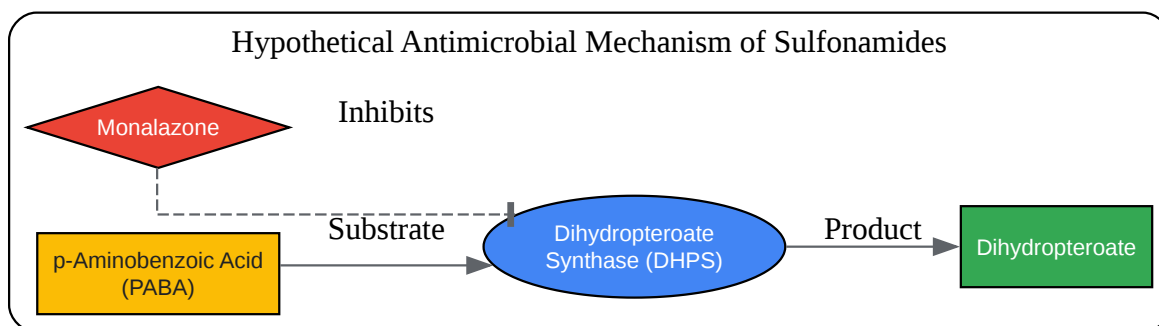 Hypothetical Antimicrobial Mechanism of Sulfonamides
Monalazone
Inhibits
p-Aminobenzoic Acid
(PABA)
Substrate
Dihydropteroate
Synthase (DHPS)
Product
Dihydropteroate